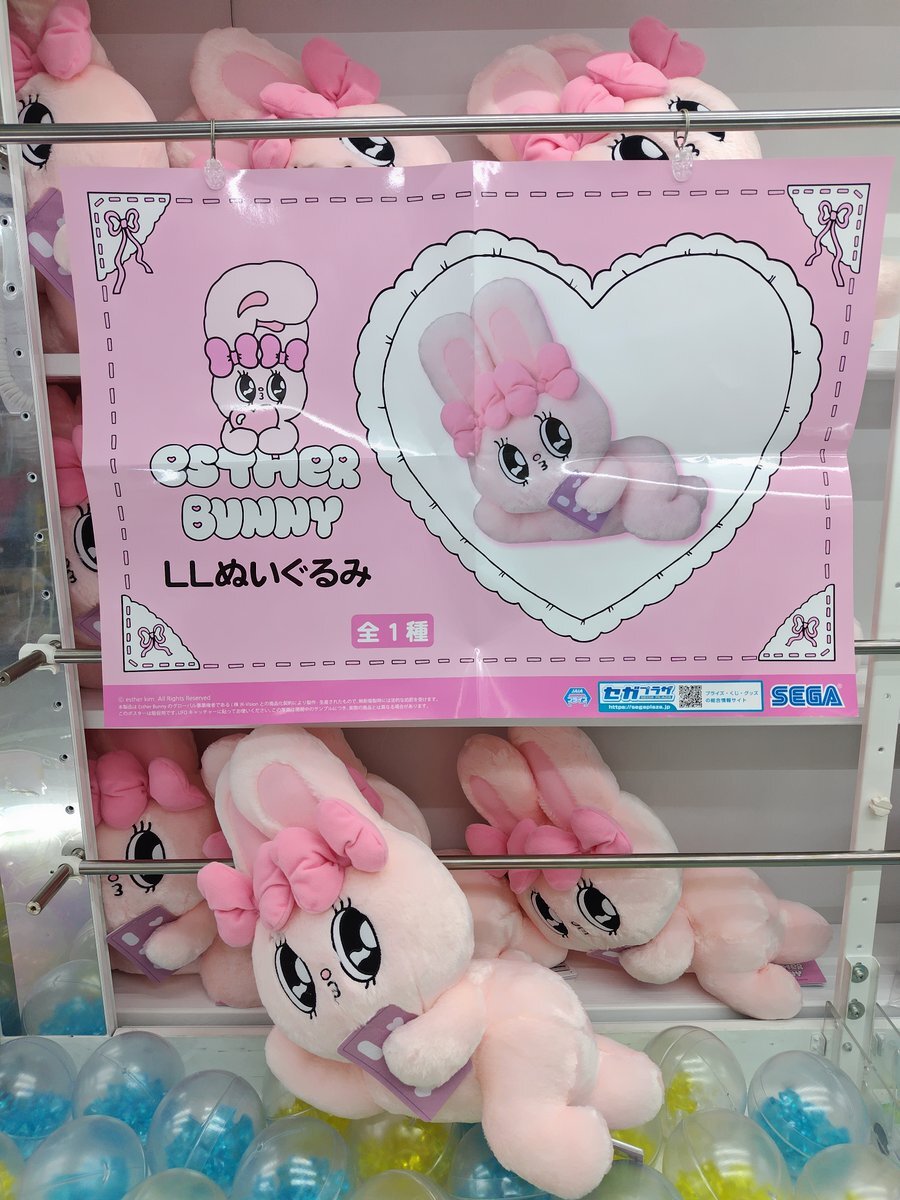 esther
BUNNY
LLぬいぐるみ
全1種
© esther kim. All Rights Reserved
JAIA
セガプラザ
https://segaplaza.jp
プライズ・くじ・グッズ
の総合情報サイト
SEGA